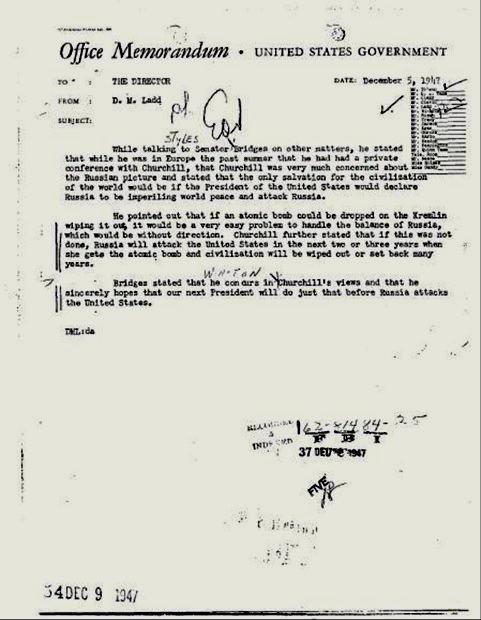 Office Memorandum • UNITED STATES GOVERNMENT
TO : THE DIRECTOR
DATE: December 5, 1947
FROM : D. M. Ladd
SUBJECT:
STYLES
While talking to Senator Bridges on other matters, he stated
that while he was in Europe the past summer that he had had a private
conference with Churchill, that Churchill was very much concerned about
the Russian picture and stated that the only salvation for the civilization
of the world would be if the President of the United States would declare
Russia to be imperiling world peace and attack Russia.
He pointed out that if an atomic bomb could be dropped on the Kremlin
wiping it out, it would be a very easy problem to handle the balance of Russia,
which would be without direction. Churchill further stated that if this was not
done, Russia will attack the United States in the next two or three years when
she gets the atomic bomb and civilization will be wiped out or set back many
years.
WINSTON
Bridges stated that he concurs in Churchill's views and that he
sincerely hopes that our next President will do just that before Russia attacks
the United States.
DML:da
RECORDED
&
INDEXED
62-81484-25
37 DEC 1947
FIVE
54 DEC 9 1947